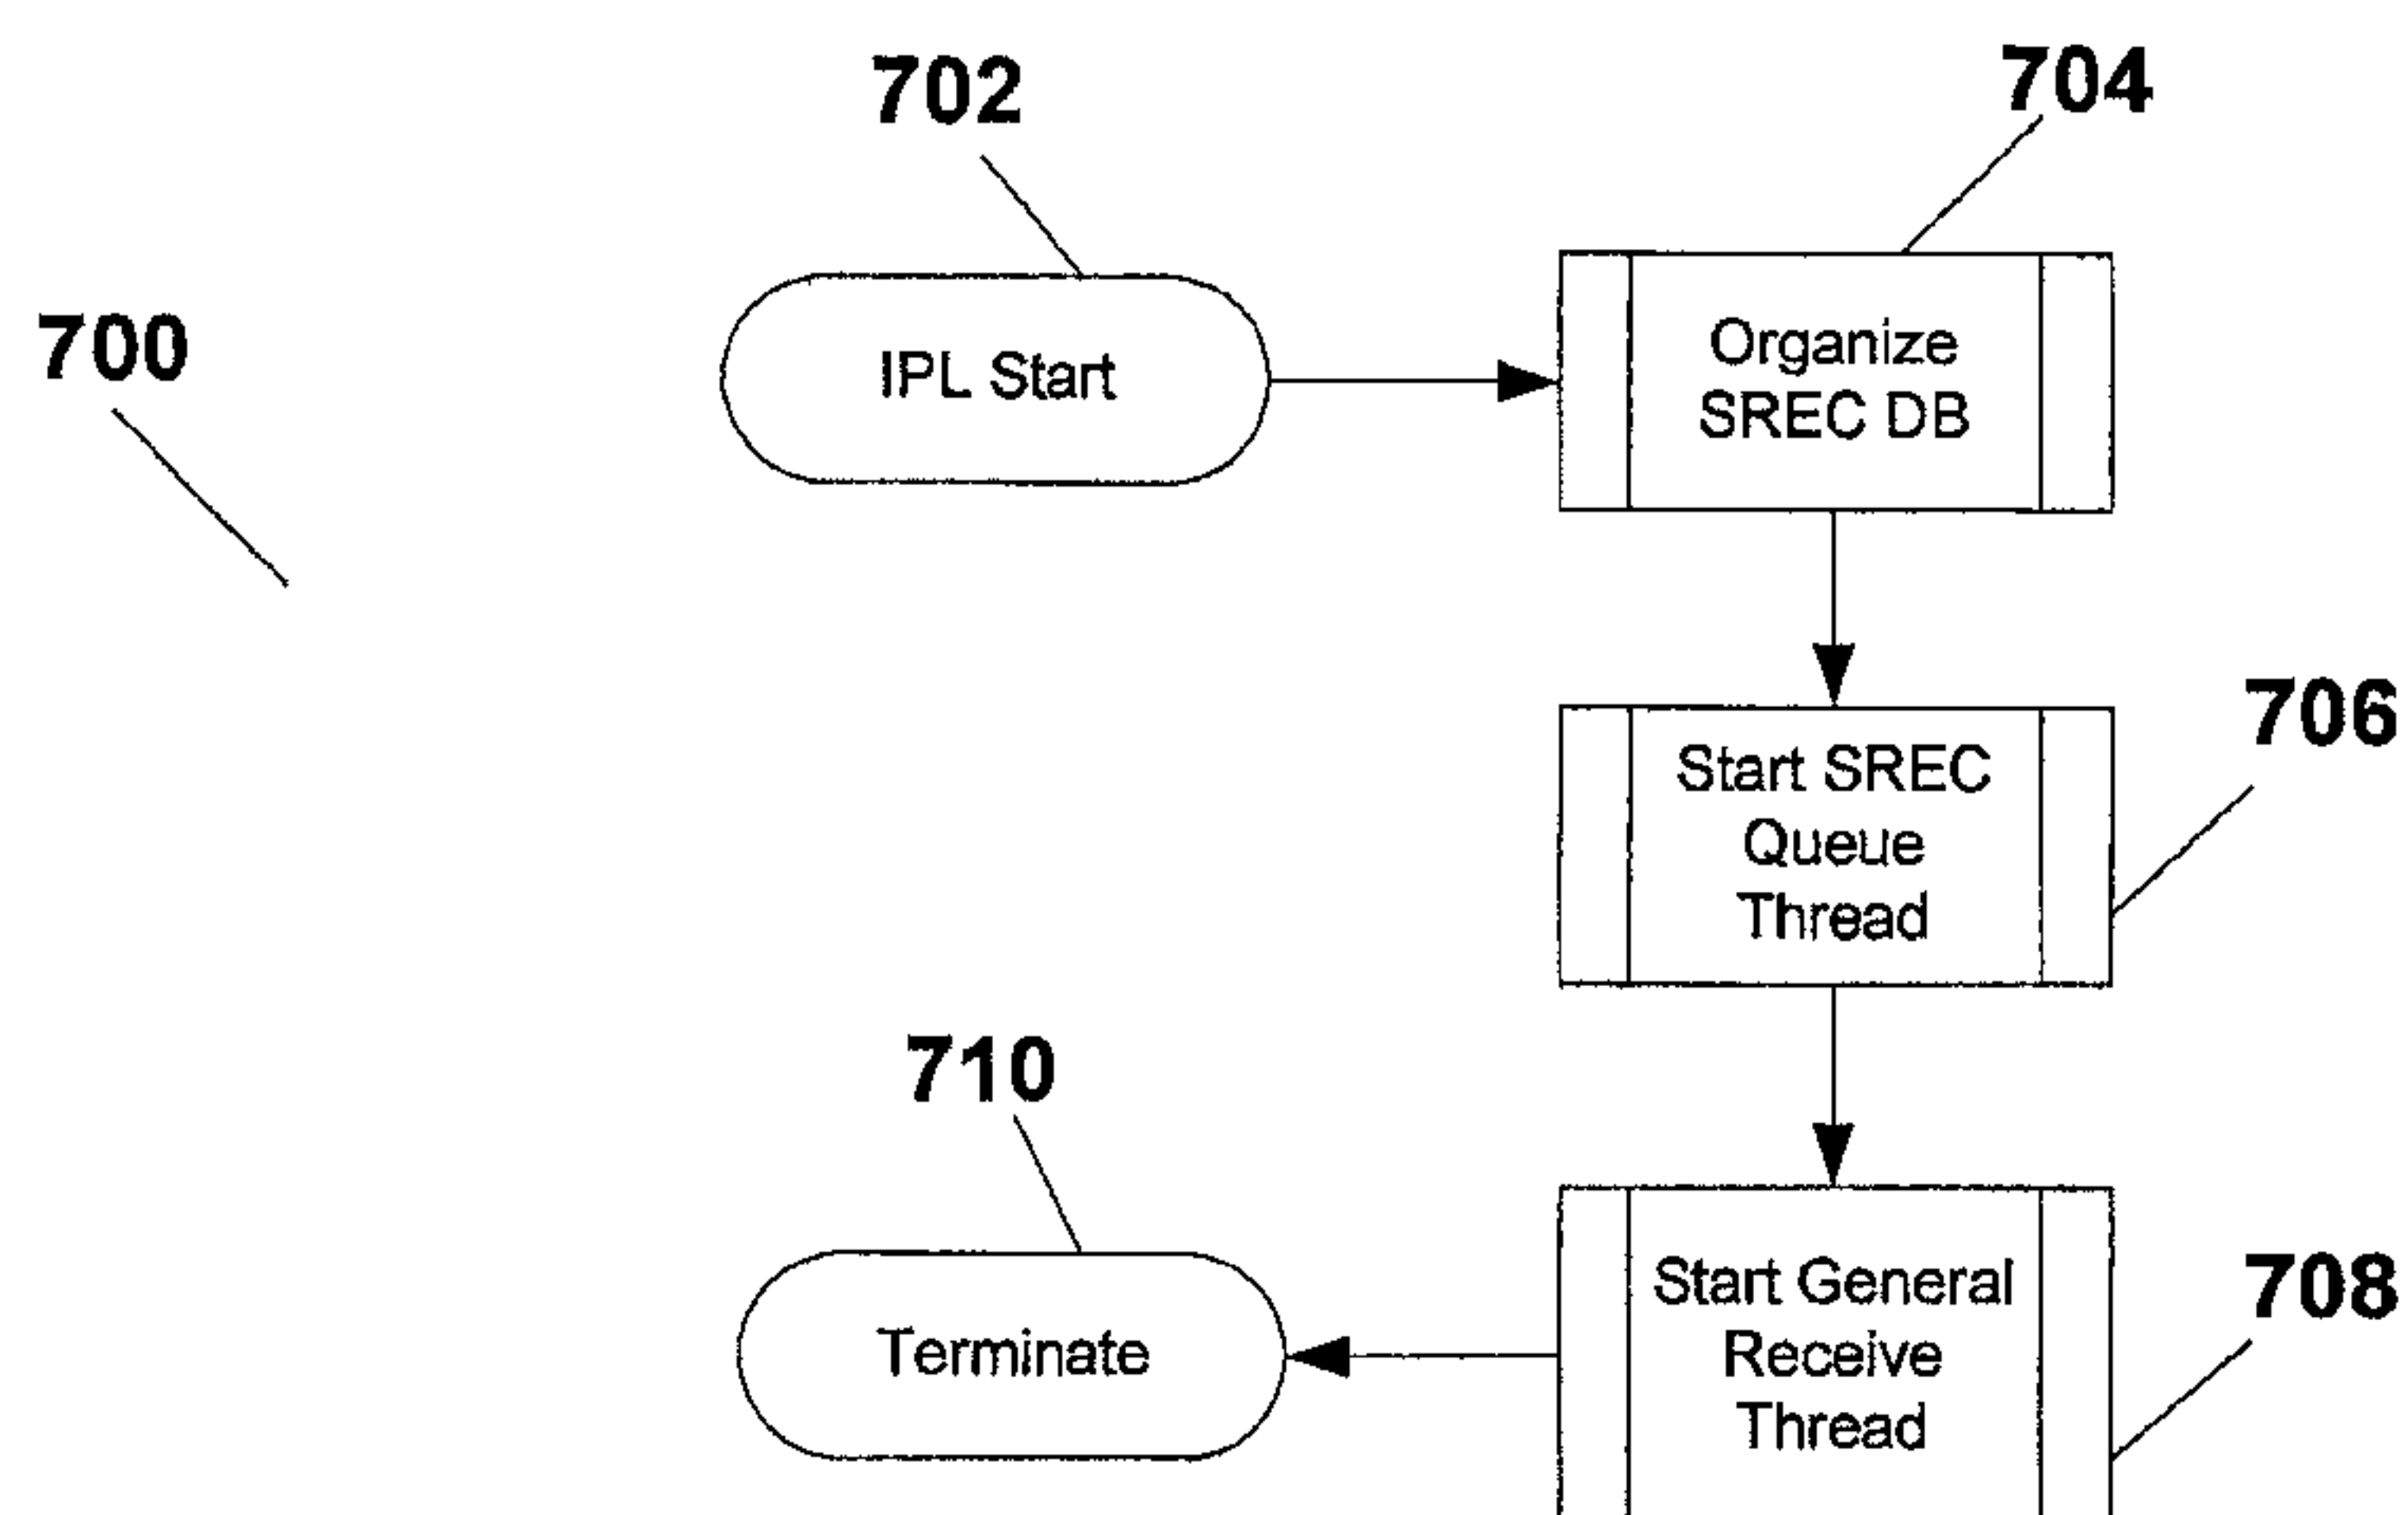 702
704
700
IPL Start
Organize
SREC DB
706
Start SREC
Queue
Thread
710
708
Terminate
Start General
Receive
Thread